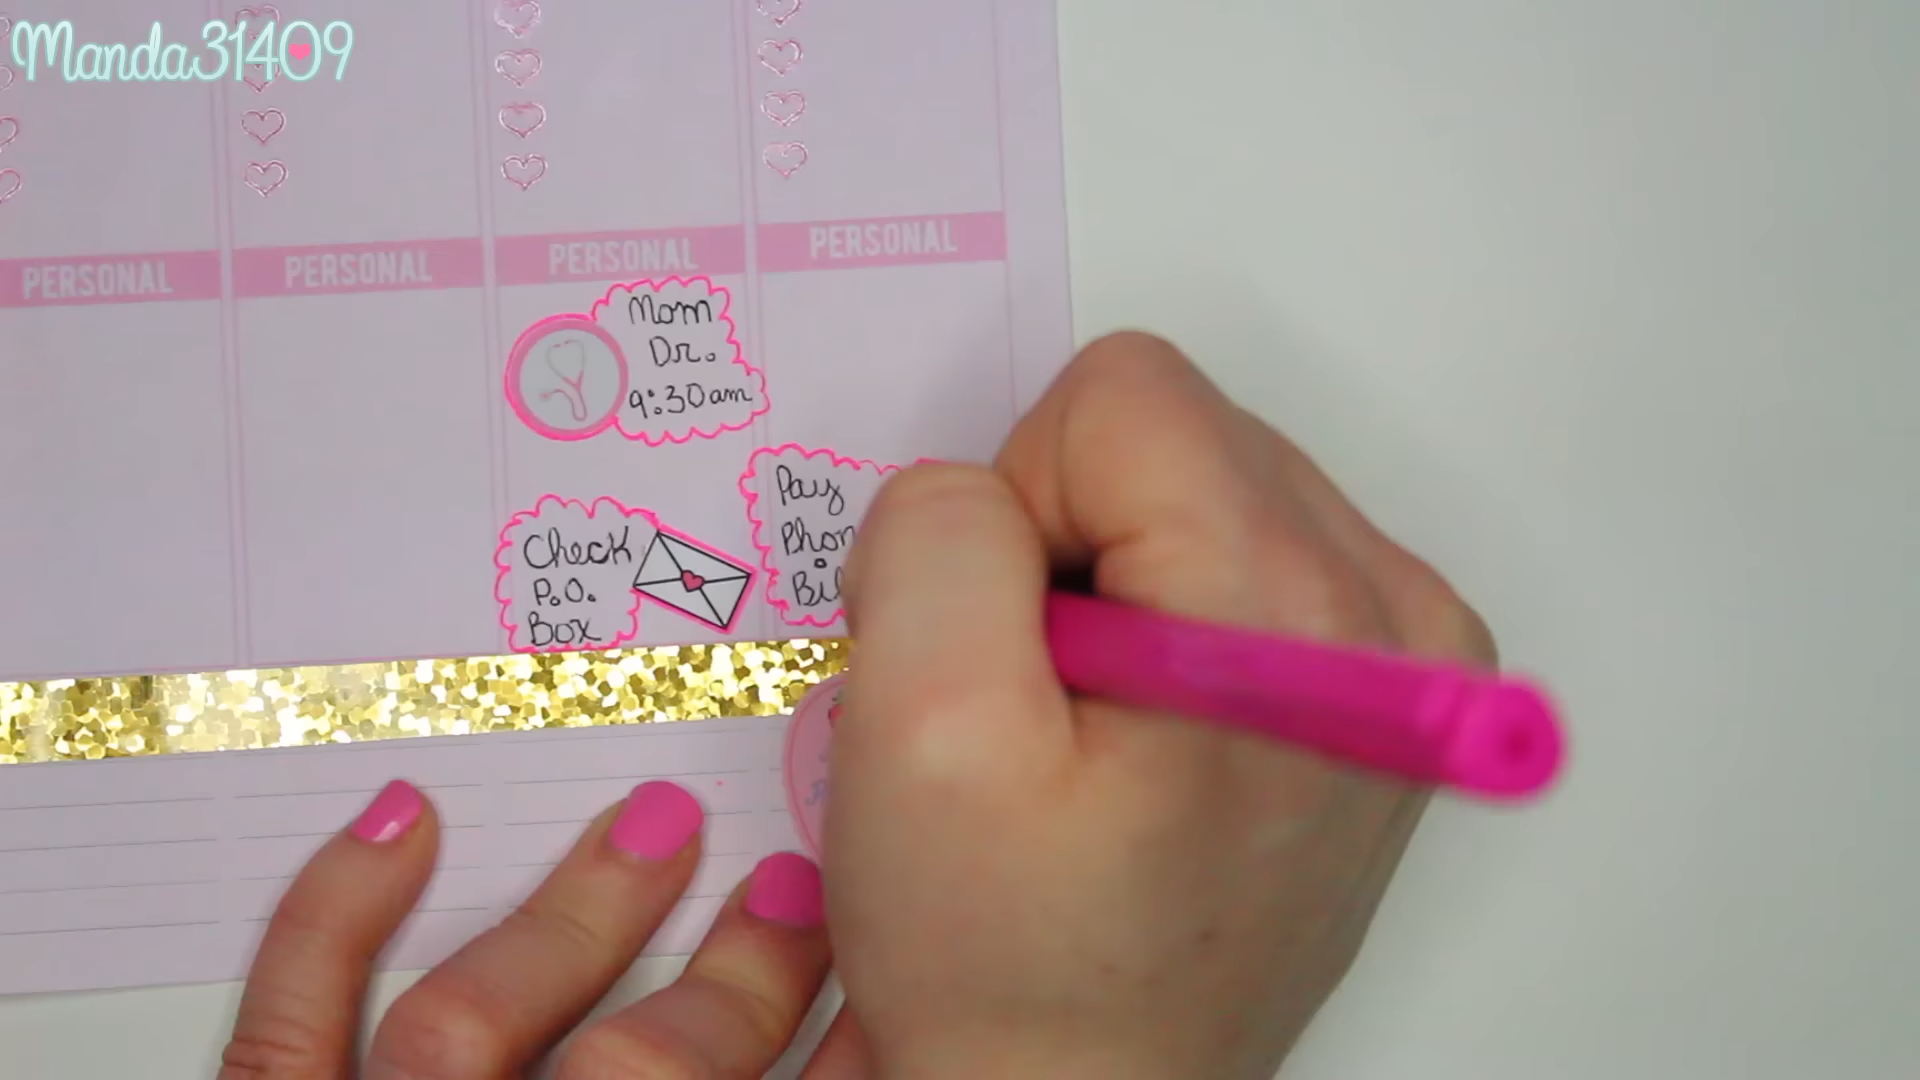 Manda31409
PERSONAL
PERSONAL
PERSONAL
PERSONAL
Mom
Dr.
9:30am
Check
P.O.
Box
Pay